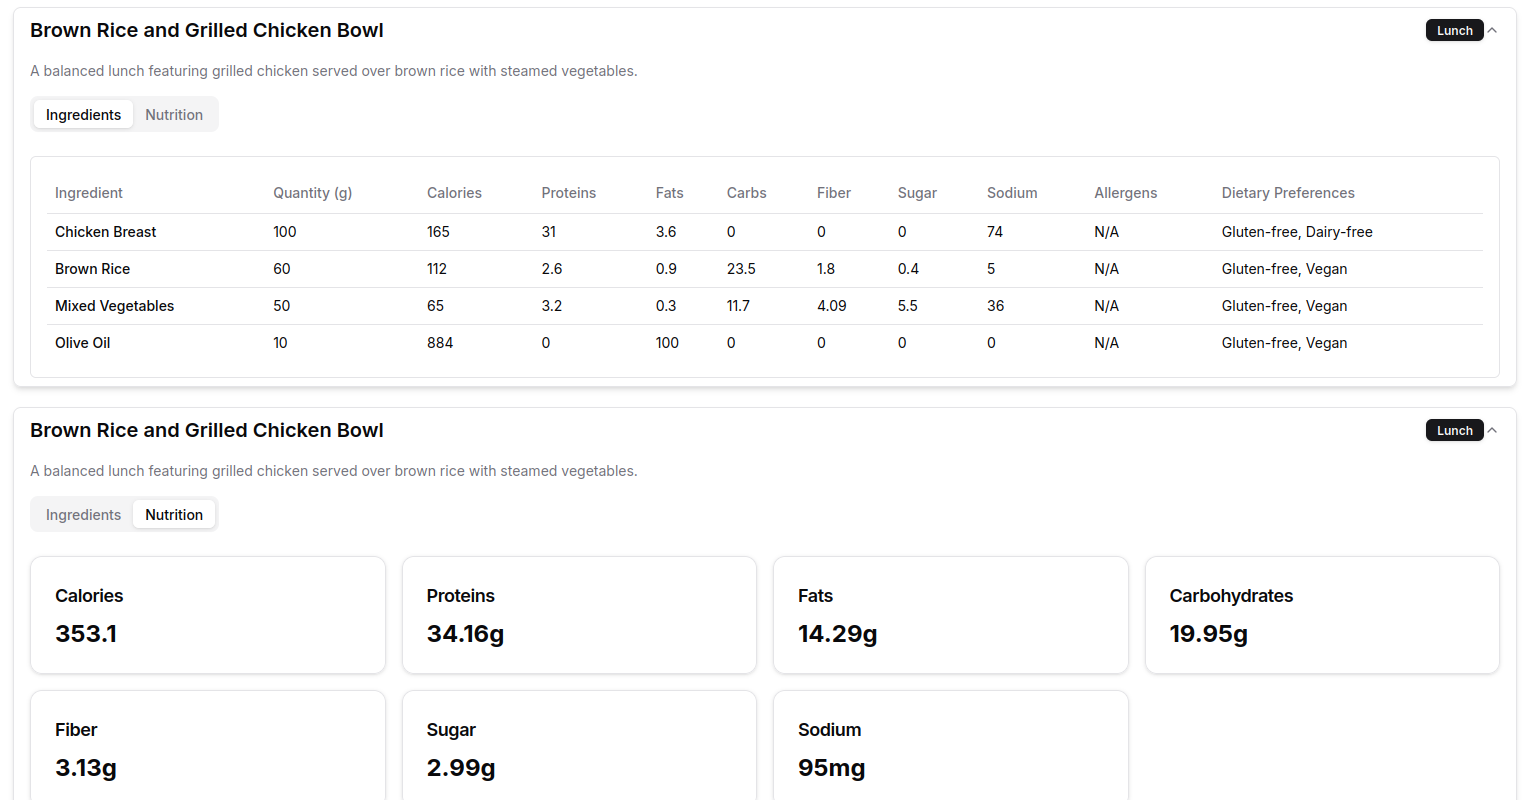 Brown Rice and Grilled Chicken Bowl Lunch
A balanced lunch featuring grilled chicken served over brown rice with steamed vegetables.
Ingredients Nutrition
Ingredient Quantity (g) Calories Proteins Fats Carbs Fiber Sugar Sodium Allergens Dietary Preferences
Chicken Breast 100 165 31 3.6 0 0 0 74 N/A Gluten-free, Dairy-free
Brown Rice 60 112 2.6 0.9 23.5 1.8 0.4 5 N/A Gluten-free, Vegan
Mixed Vegetables 50 65 3.2 0.3 11.7 4.09 5.5 36 N/A Gluten-free, Vegan
Olive Oil 10 884 0 100 0 0 0 0 N/A Gluten-free, Vegan
Brown Rice and Grilled Chicken Bowl Lunch
A balanced lunch featuring grilled chicken served over brown rice with steamed vegetables.
Ingredients Nutrition
Calories Proteins Fats Carbohydrates
353.1 34.16g 14.29g 19.95g
Fiber Sugar Sodium
3.13g 2.99g 95mg